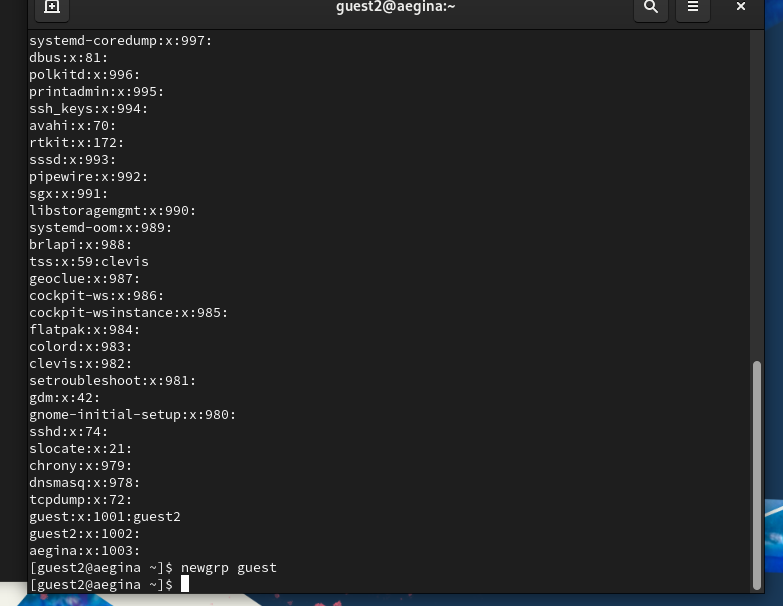 guest2@aegina:~
systemd-coredump:x:997:
dbus:x:81:
polkitd:x:996:
printadmin:x:995:
ssh_keys:x:994:
avahi:x:70:
rtkit:x:172:
sssd:x:993:
pipewire:x:992:
sgx:x:991:
libstoragemgmt:x:990:
systemd-oom:x:989:
brlapi:x:988:
tss:x:59:clevis
geoclue:x:987:
cockpit-ws:x:986:
cockpit-wsinstance:x:985:
flatpak:x:984:
colord:x:983:
clevis:x:982:
setroubleshoot:x:981:
gdm:x:42:
gnome-initial-setup:x:980:
sshd:x:74:
slocate:x:21:
chrony:x:979:
dnsmasq:x:978:
tcpdump:x:72:
guest:x:1001:guest2
guest2:x:1002:
aegina:x:1003:
[guest2@aegina ~]$ newgrp guest
[guest2@aegina ~]$